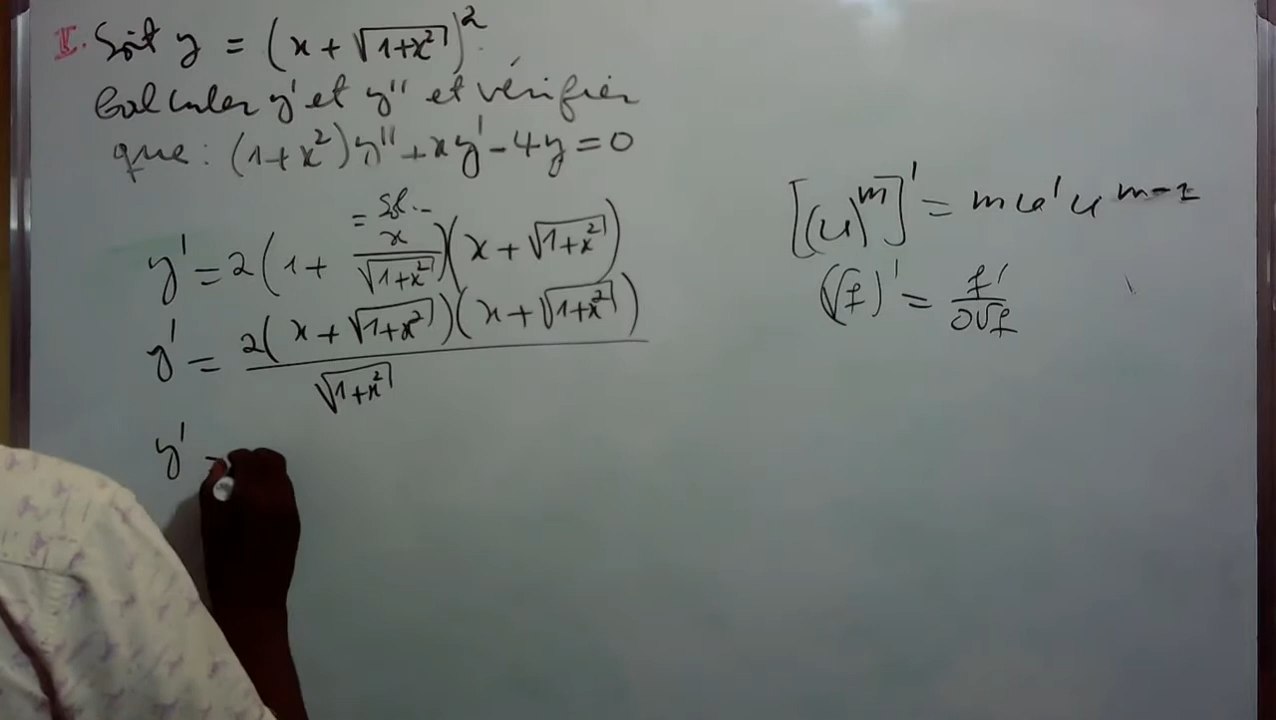 I. Soit y = (x + √(1+x²))²
Calculer y' et y'' et vérifier
que : (1+x²)y'' + xy' - 4y = 0
= Sol.--
y' = 2(1 + x/√(1+x²))(x + √(1+x²))
y' = 2(x + √(1+x²))(x + √(1+x²)) / √(1+x²)
y' =
[(u)^m]' = m u' u^(m-1)
(√f)' = f'/2√f